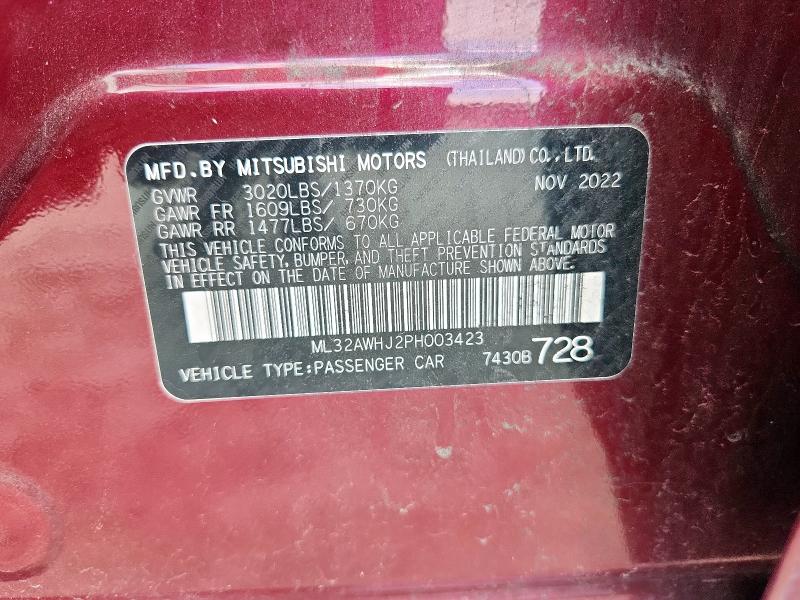 MFD.BY MITSUBISHI MOTORS (THAILAND) CO.,LTD.
GVWR 3020LBS/1370KG NOV 2022
GAWR FR 1609LBS/ 730KG
GAWR RR 1477LBS/ 670KG
THIS VEHICLE CONFORMS TO ALL APPLICABLE FEDERAL MOTOR
VEHICLE SAFETY, BUMPER, AND THEFT PREVENTION STANDARDS
IN EFFECT ON THE DATE OF MANUFACTURE SHOWN ABOVE.
ML32AWHJ2PH003423
VEHICLE TYPE:PASSENGER CAR 7430B 728